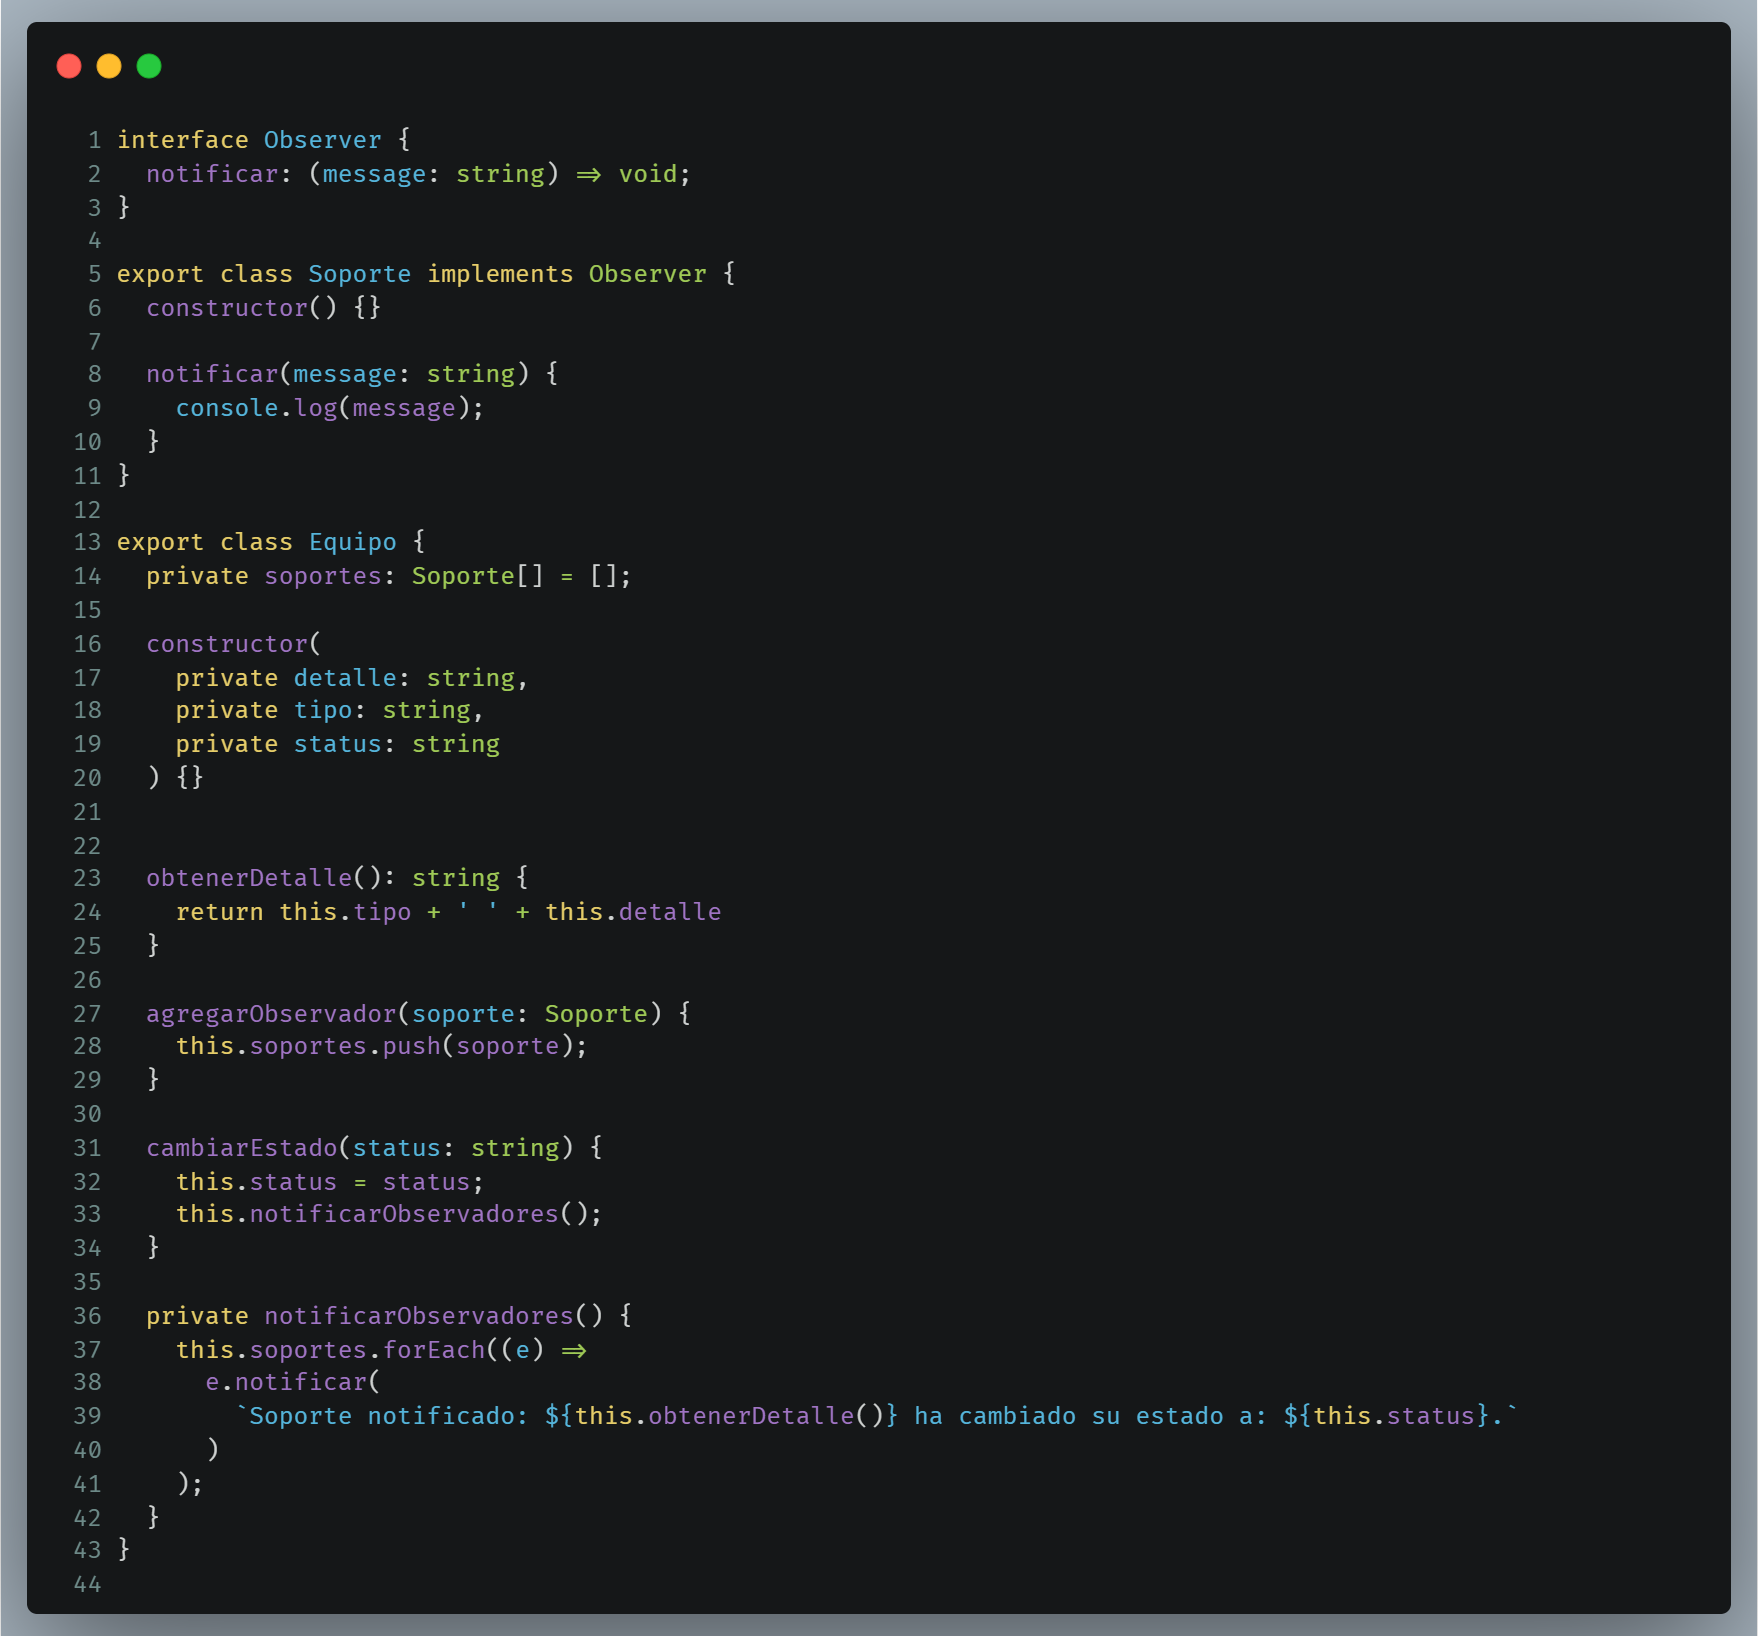 1 interface Observer {
2   notificar: (message: string) => void;
3 }
4
5 export class Soporte implements Observer {
6   constructor() {}
7
8   notificar(message: string) {
9     console.log(message);
10   }
11 }
12
13 export class Equipo {
14   private soportes: Soporte[] = [];
15
16   constructor(
17     private detalle: string,
18     private tipo: string,
19     private status: string
20   ) {}
21
22
23   obtenerDetalle(): string {
24     return this.tipo + ' ' + this.detalle
25   }
26
27   agregarObservador(soporte: Soporte) {
28     this.soportes.push(soporte);
29   }
30
31   cambiarEstado(status: string) {
32     this.status = status;
33     this.notificarObservadores();
34   }
35
36   private notificarObservadores() {
37     this.soportes.forEach((e) =>
38       e.notificar(
39         `Soporte notificado: ${this.obtenerDetalle()} ha cambiado su estado a: ${this.status}.`
40       )
41     );
42   }
43 }
44